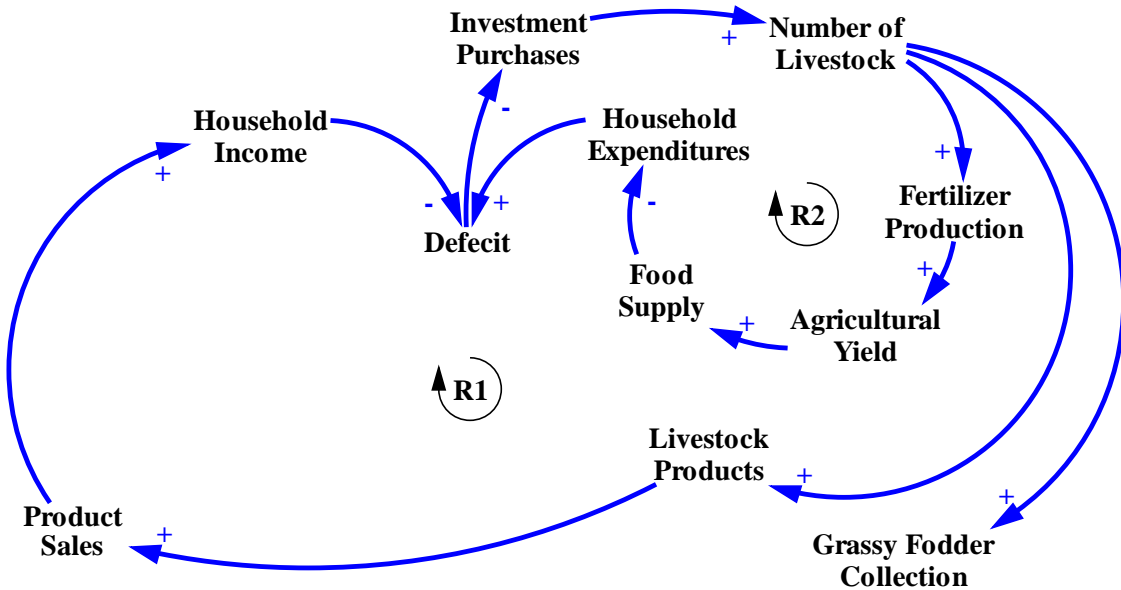 Investment
Purchases
+
Number of
Livestock
-
Household
Income
+
Household
Expenditures
+
-
+
-
Defecit
R2
Fertilizer
Production
+
Food
Supply
+
Agricultural
Yield
R1
Livestock
Products
+
+
Product
Sales
+
Grassy Fodder
Collection